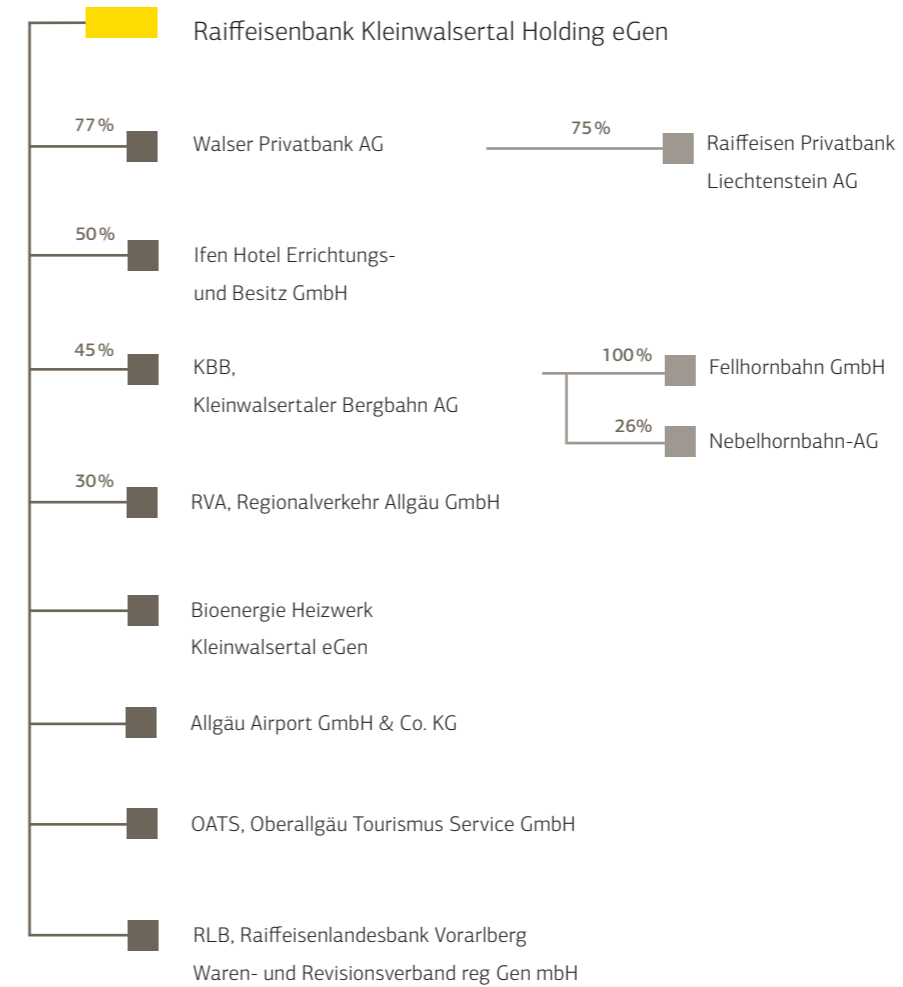 Raiffeisenbank Kleinwalsertal Holding eGen
77%
Walser Privatbank AG
75%
Raiffeisen Privatbank
Liechtenstein AG
50%
Ifen Hotel Errichtungs-
und Besitz GmbH
45%
KBB,
Kleinwalsertaler Bergbahn AG
100%
Fellhornbahn GmbH
26%
Nebelhornbahn-AG
30%
RVA, Regionalverkehr Allgäu GmbH
Bioenergie Heizwerk
Kleinwalsertal eGen
Allgäu Airport GmbH & Co. KG
OATS, Oberallgäu Tourismus Service GmbH
RLB, Raiffeisenlandesbank Vorarlberg
Waren- und Revisionsverband reg Gen mbH